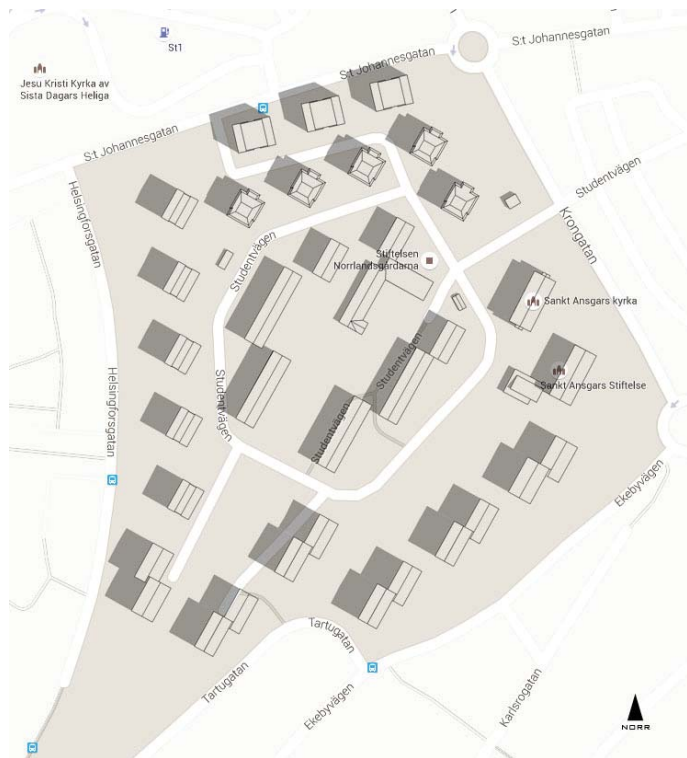 St1
S:t Johannesgatan
S:t Johannesgatan
Jesu Kristi Kyrka av
Sista Dagars Heliga
S:t Johannesgatan
Helsingforsgatan
Studentvägen
Krongatan
Studentvägen
Stiftelsen
Norrlandsgårdarna
Sankt Ansgars kyrka
Studentvägen
Studentvägen
Sankt Ansgars Stiftelse
Helsingforsgatan
Studentvägen
Ekebyvägen
Tartugatan
Tartugatan
Ekebyvägen
Karlsrogatan
NORR